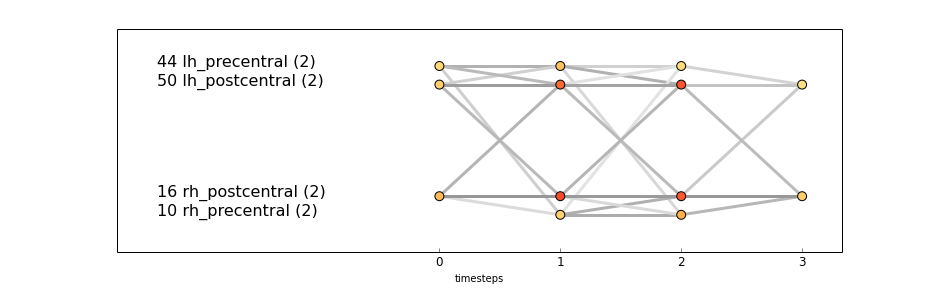 44 lh_precentral (2)
50 lh_postcentral (2)
16 rh_postcentral (2)
10 rh_precentral (2)
0 1 2 3
timesteps